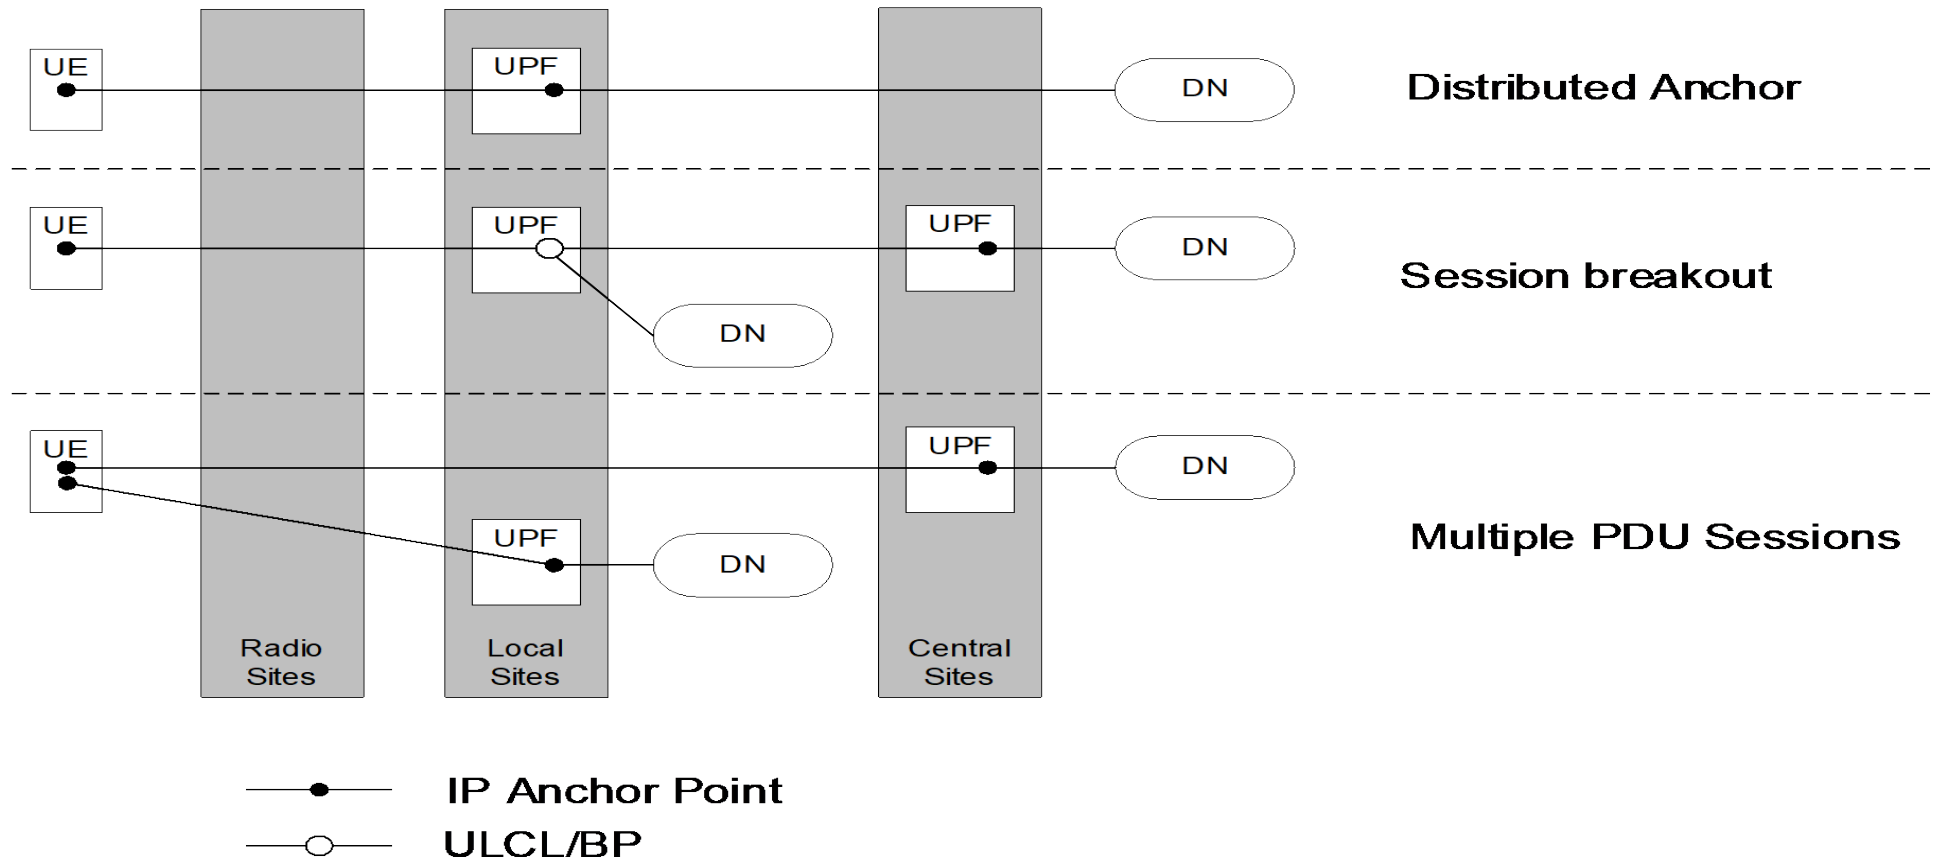 UE
UPF
DN
Distributed Anchor
UE
UPF
UPF
DN
Session breakout
DN
UE
UPF
DN
UPF
DN
Multiple PDU Sessions
Radio
Sites
Local
Sites
Central
Sites
IP Anchor Point
ULCL/BP